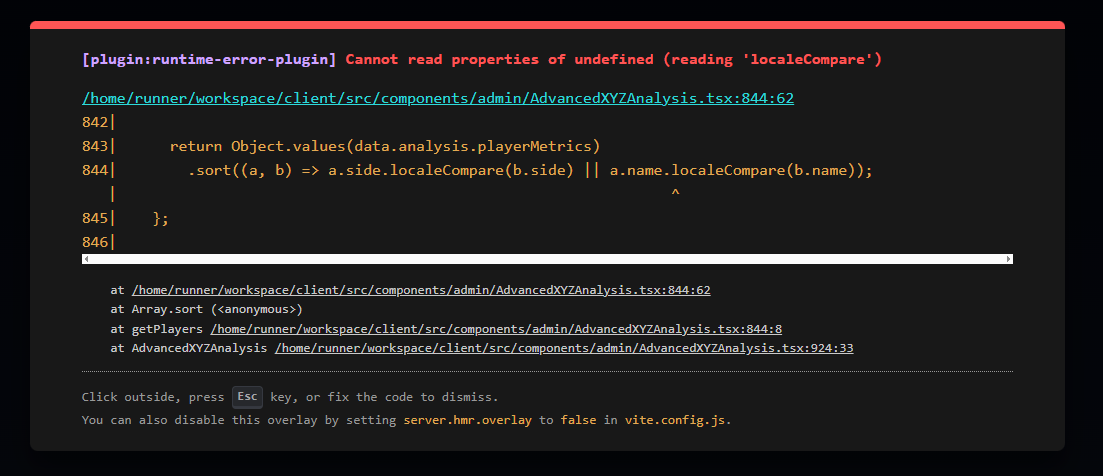 [plugin:runtime-error-plugin] Cannot read properties of undefined (reading 'localeCompare')
/home/runner/workspace/client/src/components/admin/AdvancedXYZAnalysis.tsx:844:62
842|
843|      return Object.values(data.analysis.playerMetrics)
844|        .sort((a, b) => a.side.localeCompare(b.side) || a.name.localeCompare(b.name));
   |                                                              ^
845|    };
846|
at /home/runner/workspace/client/src/components/admin/AdvancedXYZAnalysis.tsx:844:62
at Array.sort (<anonymous>)
at getPlayers /home/runner/workspace/client/src/components/admin/AdvancedXYZAnalysis.tsx:844:8
at AdvancedXYZAnalysis /home/runner/workspace/client/src/components/admin/AdvancedXYZAnalysis.tsx:924:33
Click outside, press Esc key, or fix the code to dismiss.
You can also disable this overlay by setting server.hmr.overlay to false in vite.config.js.